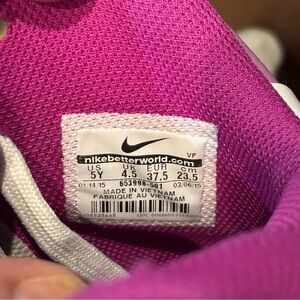 VF
nikebetterworld.com
US UK EUR cm
5Y 4.5 37.5 23.5
01/14/15 653998-501 03/06/15
MADE IN VIETNAM
FABRIQUE AU VIETNAM